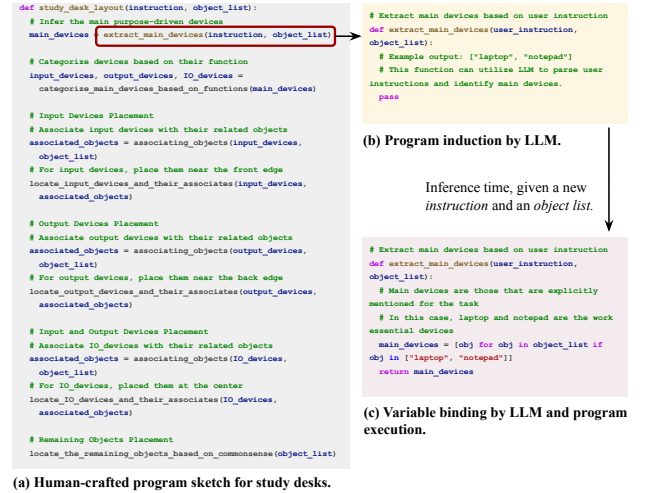 def study_desk_layout(instruction, object_list):
# Infer the main purpose-driven devices
main_devices = extract_main_devices(instruction, object_list)
# Categorize devices based on their function
input_devices, output_devices, IO_devices =
categorize_main_devices_based_on_functions(main_devices)
# Input Devices Placement
# Associate input devices with their related objects
associated_objects = associating_objects(input_devices,
object_list)
# For input devices, place them near the front edge
locate_input_devices_and_their_associates(input_devices,
associated_objects)
# Output Devices Placement
# Associate output devices with their related objects
associated_objects = associating_objects(output_devices,
object_list)
# For output devices, place them near the back edge
locate_output_devices_and_their_associates(output_devices,
associated_objects)
# Input and Output Devices Placement
# Associate IO_devices with their related objects
associated_objects = associating_objects(IO_devices,
object_list)
# For IO_devices, placed them at the center
locate_IO_devices_and_their_associates(IO_devices,
associated_objects)
# Remaining Objects Placement
locate_the_remaining_objects_based_on_commonsense(object_list)
(a) Human-crafted program sketch for study desks.
# Extract main devices based on user instruction
def extract_main_devices(user_instruction,
object_list):
# Example output: ["laptop", "notepad"]
# This function can utilize LLM to parse user
instructions and identify main devices.
pass
(b) Program induction by LLM.
Inference time, given a new
instruction and an object list.
# Extract main devices based on user instruction
def extract_main_devices(user_instruction,
object_list):
# Main devices are those that are explicitly
mentioned for the task
# In this case, laptop and notepad are the work
essential devices
main_devices = [obj for obj in object_list if
obj in ["laptop", "notepad"]]
return main_devices
(c) Variable binding by LLM and program
execution.